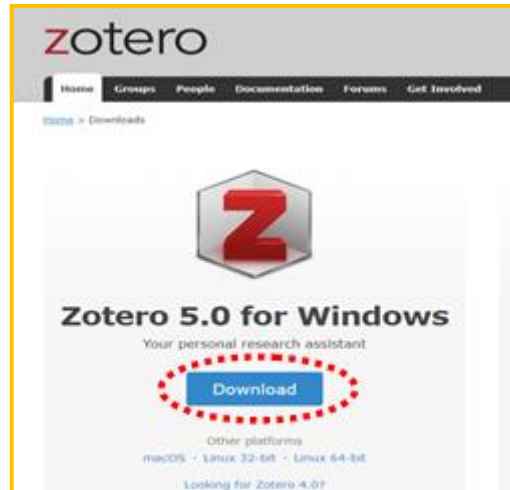 zotero
Home Groups People Documentation Forums Get Involved
Home > Downloads
Z
Zotero 5.0 for Windows
Your personal research assistant
Download
Other platforms
macOS · Linux 32-bit · Linux 64-bit
Looking for Zotero 4.0?